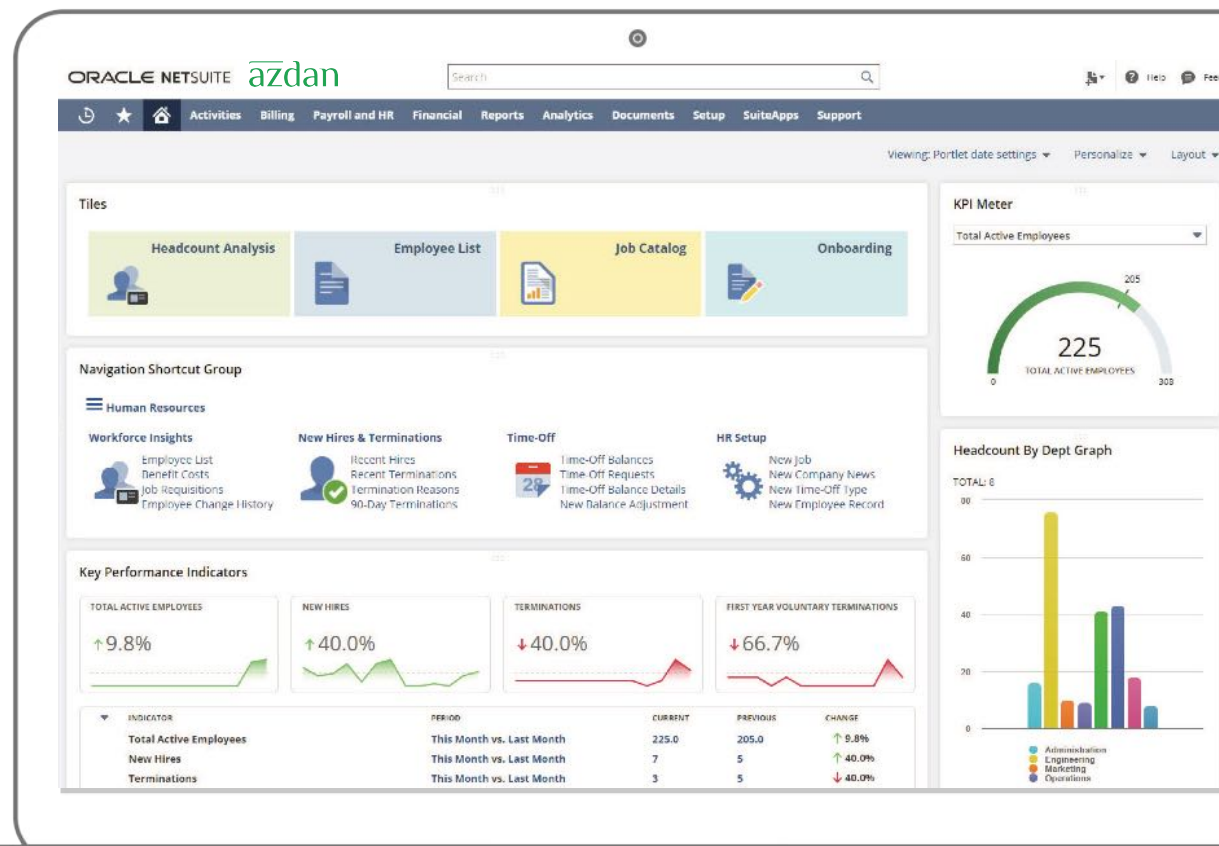 ORACLE NETSUITE āzdan
Search
Help
Fee
Activities Billing Payroll and HR Financial Reports Analytics Documents Setup SuiteApps Support
Viewing: Portlet date settings Personalize Layout
Tiles
Headcount Analysis
Employee List
Job Catalog
Onboarding
KPI Meter
Total Active Employees
205
225
TOTAL ACTIVE EMPLOYEES
0
303
Navigation Shortcut Group
Human Resources
Workforce Insights
Employee List
Benefit Costs
Job Requisitions
Employee Change History
New Hires & Terminations
Recent Hires
Recent Terminations
Termination Reasons
90-Day Terminations
Time-Off
28
Time-Off Balances
Time-Off Requests
Time-Off Balance Details
New Balance Adjustment
HR Setup
New Job
New Company News
New Time-Off Type
New Employee Record
Headcount By Dept Graph
TOTAL: 8
80
60
40
20
0
Administration
Engineering
Marketing
Operations
Key Performance Indicators
TOTAL ACTIVE EMPLOYEES
↑9.8%
NEW HIRES
↑40.0%
TERMINATIONS
↓40.0%
FIRST YEAR VOLUNTARY TERMINATIONS
↓66.7%
INDICATOR PERIOD CURRENT PREVIOUS CHANGE
Total Active Employees This Month vs. Last Month 225.0 205.0 ↑ 9.8%
New Hires This Month vs. Last Month 7 5 ↑ 40.0%
Terminations This Month vs. Last Month 3 5 ↓ 40.0%